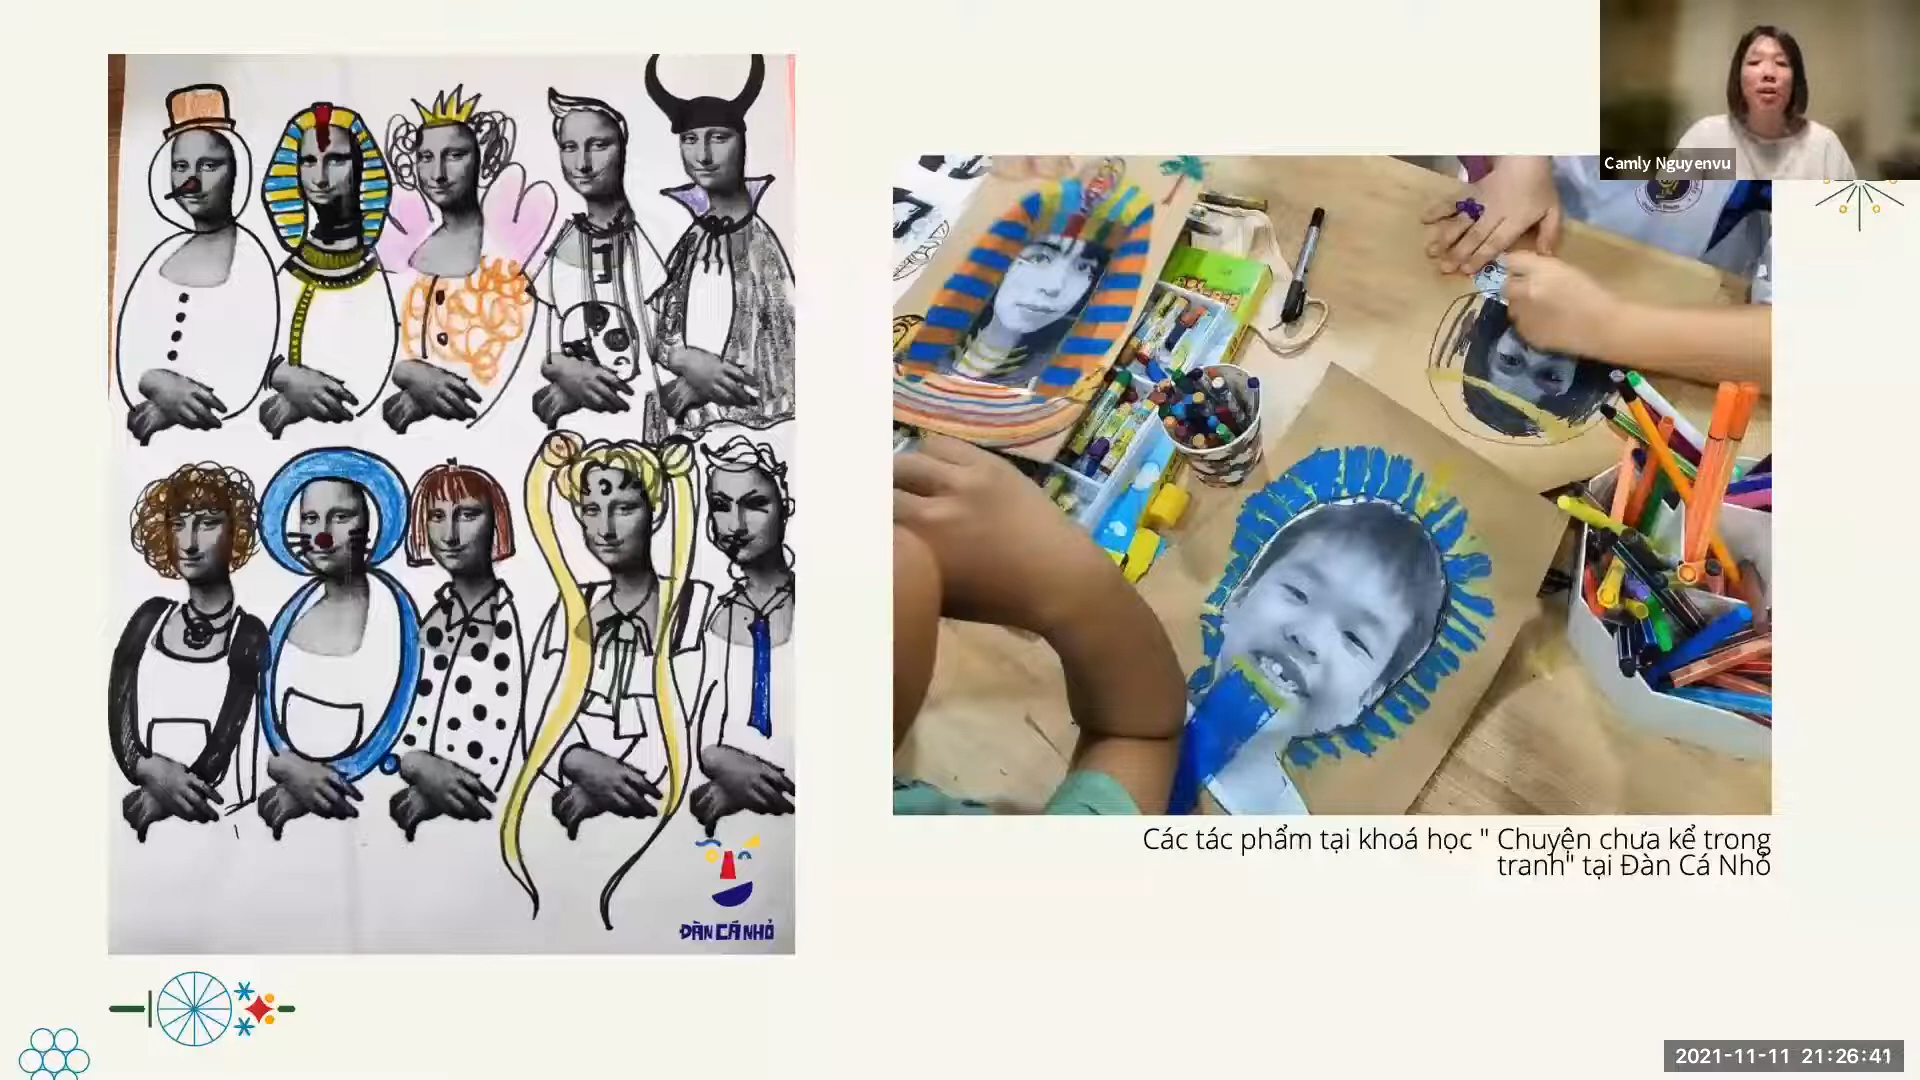 Camly Nguyenvu
Các tác phẩm tại khoá học " Chuyện chưa kể trong
tranh" tại Đàn Cá Nhỏ
ĐÀN CÁ NHỎ
2021-11-11 21:26:41